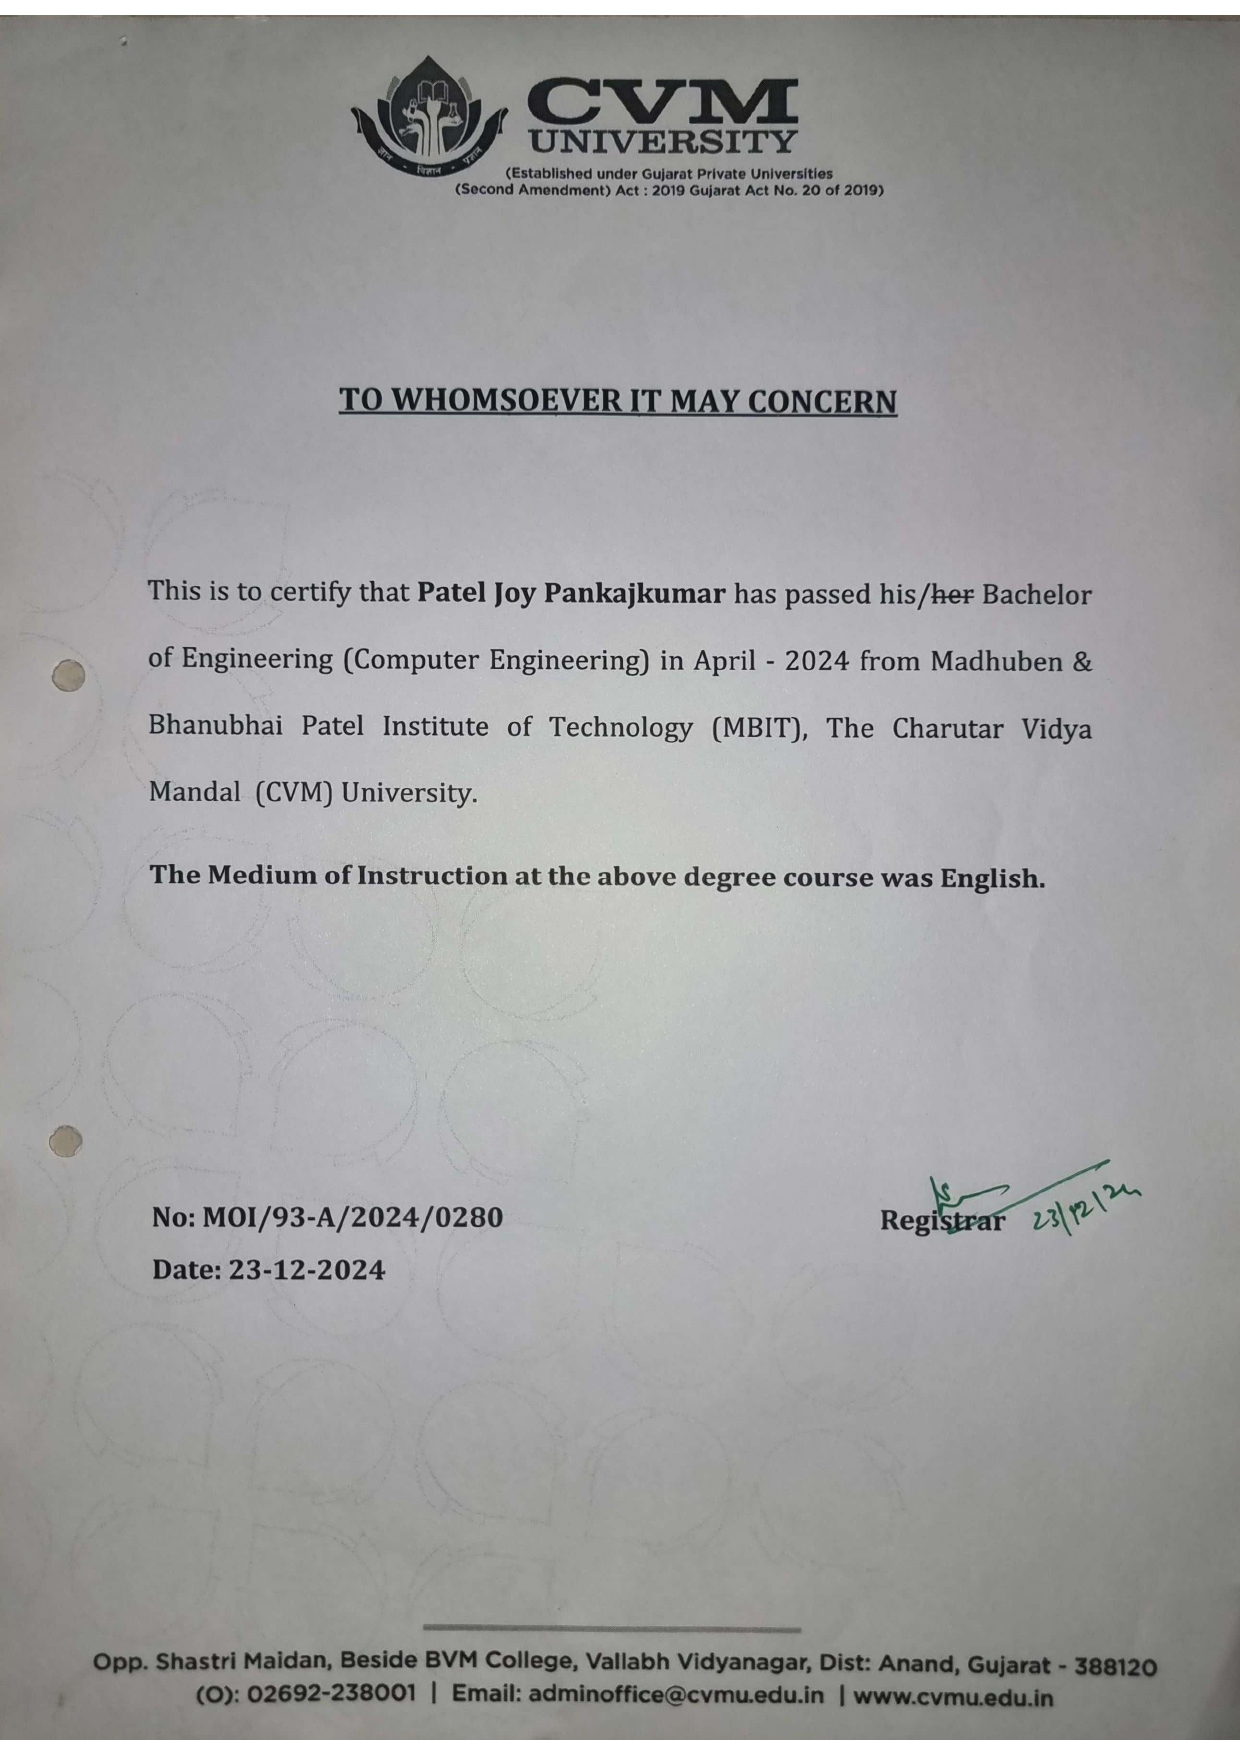 ज्ञान - विज्ञान - प्रज्ञान
CVM
UNIVERSITY
(Established under Gujarat Private Universities
(Second Amendment) Act : 2019 Gujarat Act No. 20 of 2019)
TO WHOMSOEVER IT MAY CONCERN
This is to certify that Patel Joy Pankajkumar has passed his/her Bachelor
of Engineering (Computer Engineering) in April - 2024 from Madhuben &
Bhanubhai Patel Institute of Technology (MBIT), The Charutar Vidya
Mandal (CVM) University.
The Medium of Instruction at the above degree course was English.
No: MOI/93-A/2024/0280
Registrar 23/12/24
Date: 23-12-2024
Opp. Shastri Maidan, Beside BVM College, Vallabh Vidyanagar, Dist: Anand, Gujarat - 388120
(O): 02692-238001 | Email: adminoffice@cvmu.edu.in | www.cvmu.edu.in